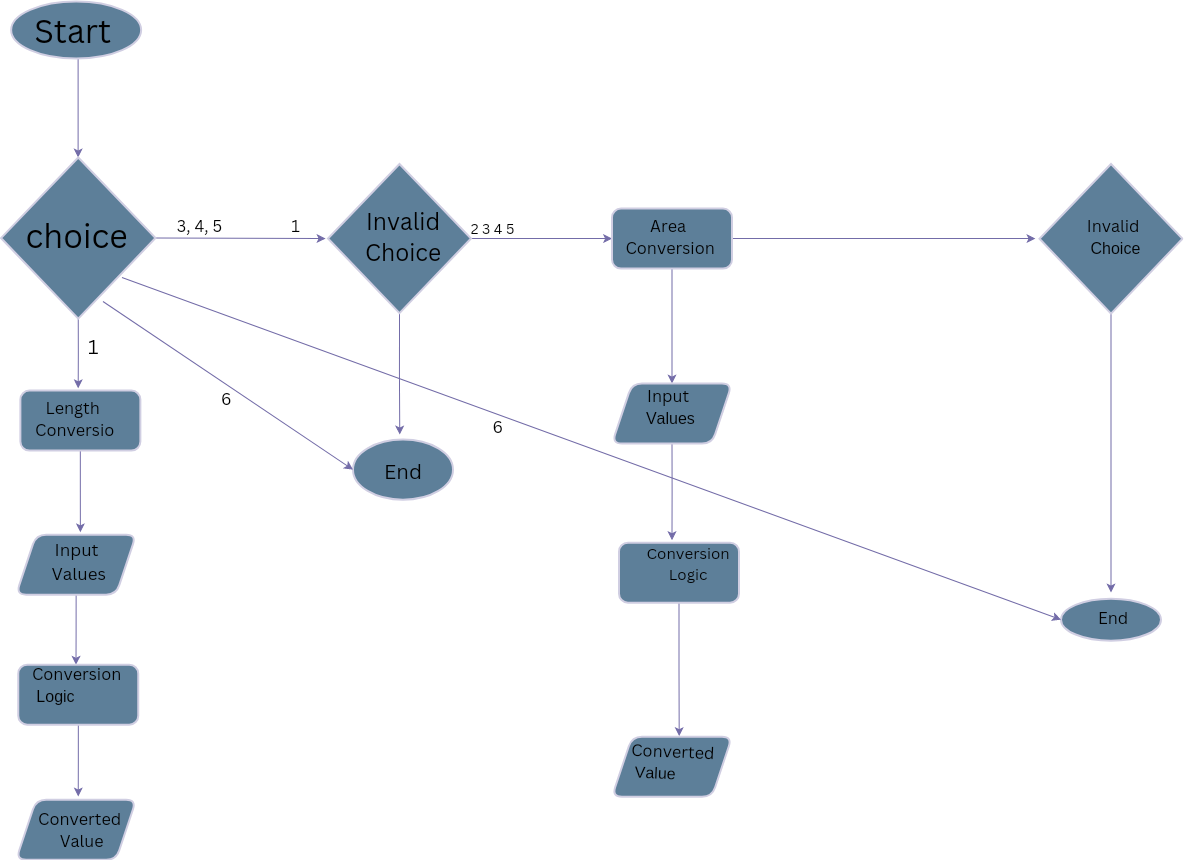 Start
choice
3, 4, 5
1
Invalid
Choice
2 3 4 5
Area
Conversion
Invalid
Choice
1
6
6
Length
Conversio
Input
Values
Conversion
Logic
Converted
Value
End
Input
Values
Conversion
Logic
Converted
Value
End